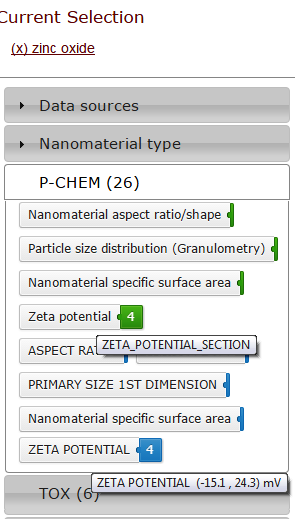 Current Selection
(x) zinc oxide
Data sources
Nanomaterial type
P-CHEM (26)
Nanomaterial aspect ratio/shape
Particle size distribution (Granulometry)
Nanomaterial specific surface area
Zeta potential 4
ZETA_POTENTIAL_SECTION
ASPECT RA
PRIMARY SIZE 1ST DIMENSION
Nanomaterial specific surface area
ZETA POTENTIAL 4
ZETA POTENTIAL (-15.1 , 24.3) mV
TOX (6)